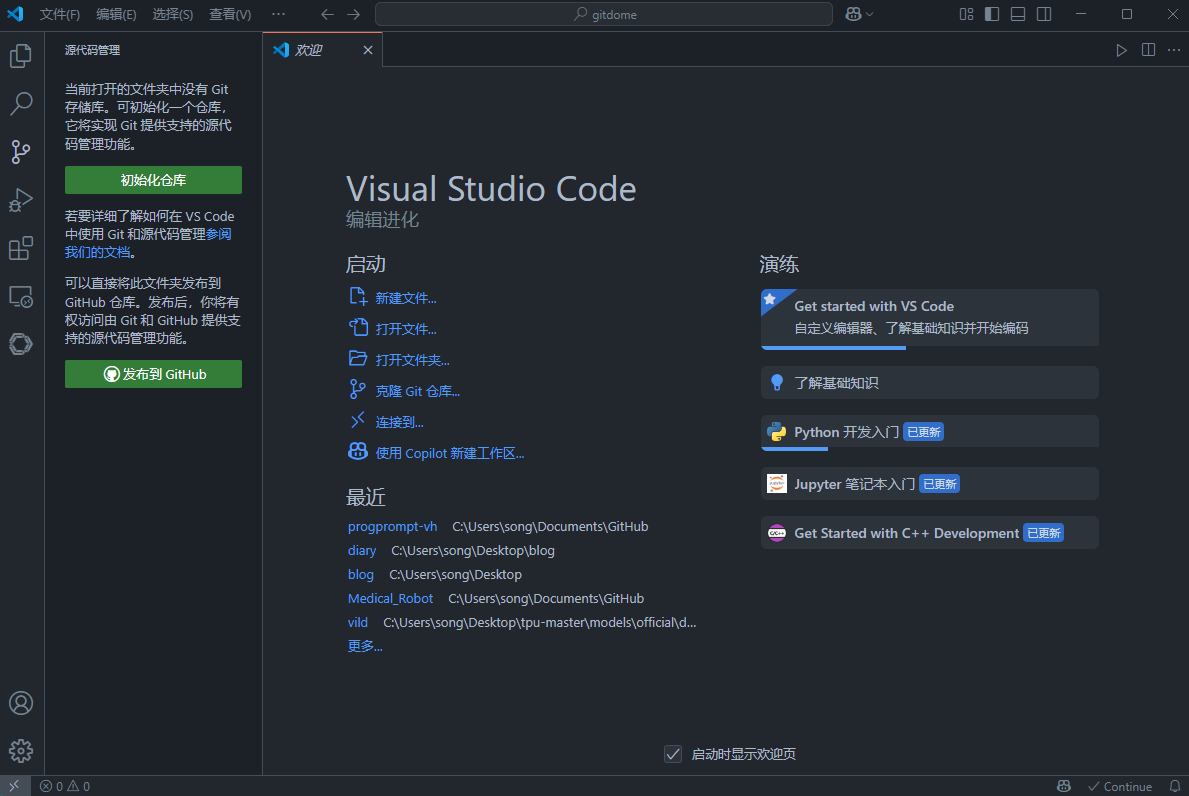 文件(F) 编辑(E) 选择(S) 查看(V) ··· gitdome
源代码管理
当前打开的文件夹中没有 Git
存储库。可初始化一个仓库，
它将实现 Git 提供支持的源代
码管理功能。
初始化仓库
若要详细了解如何在 VS Code
中使用 Git 和源代码管理参阅
我们的文档。
可以直接将此文件夹发布到
GitHub 仓库。发布后，你将有
权访问由 Git 和 GitHub 提供支
持的源代码管理功能。
发布到 GitHub
欢迎
Visual Studio Code
编辑进化
启动
新建文件...
打开文件...
打开文件夹...
克隆 Git 仓库...
连接到...
使用 Copilot 新建工作区...
最近
progprompt-vh C:\Users\song\Documents\GitHub
diary C:\Users\song\Desktop\blog
blog C:\Users\song\Desktop
Medical_Robot C:\Users\song\Documents\GitHub
vild C:\Users\song\Desktop\tpu-master\models\official\d...
更多...
演练
Get started with VS Code
自定义编辑器、了解基础知识并开始编码
了解基础知识
Python 开发入门 已更新
Jupyter 笔记本入门 已更新
Get Started with C++ Development 已更新
启动时显示欢迎页
0 0 Continue